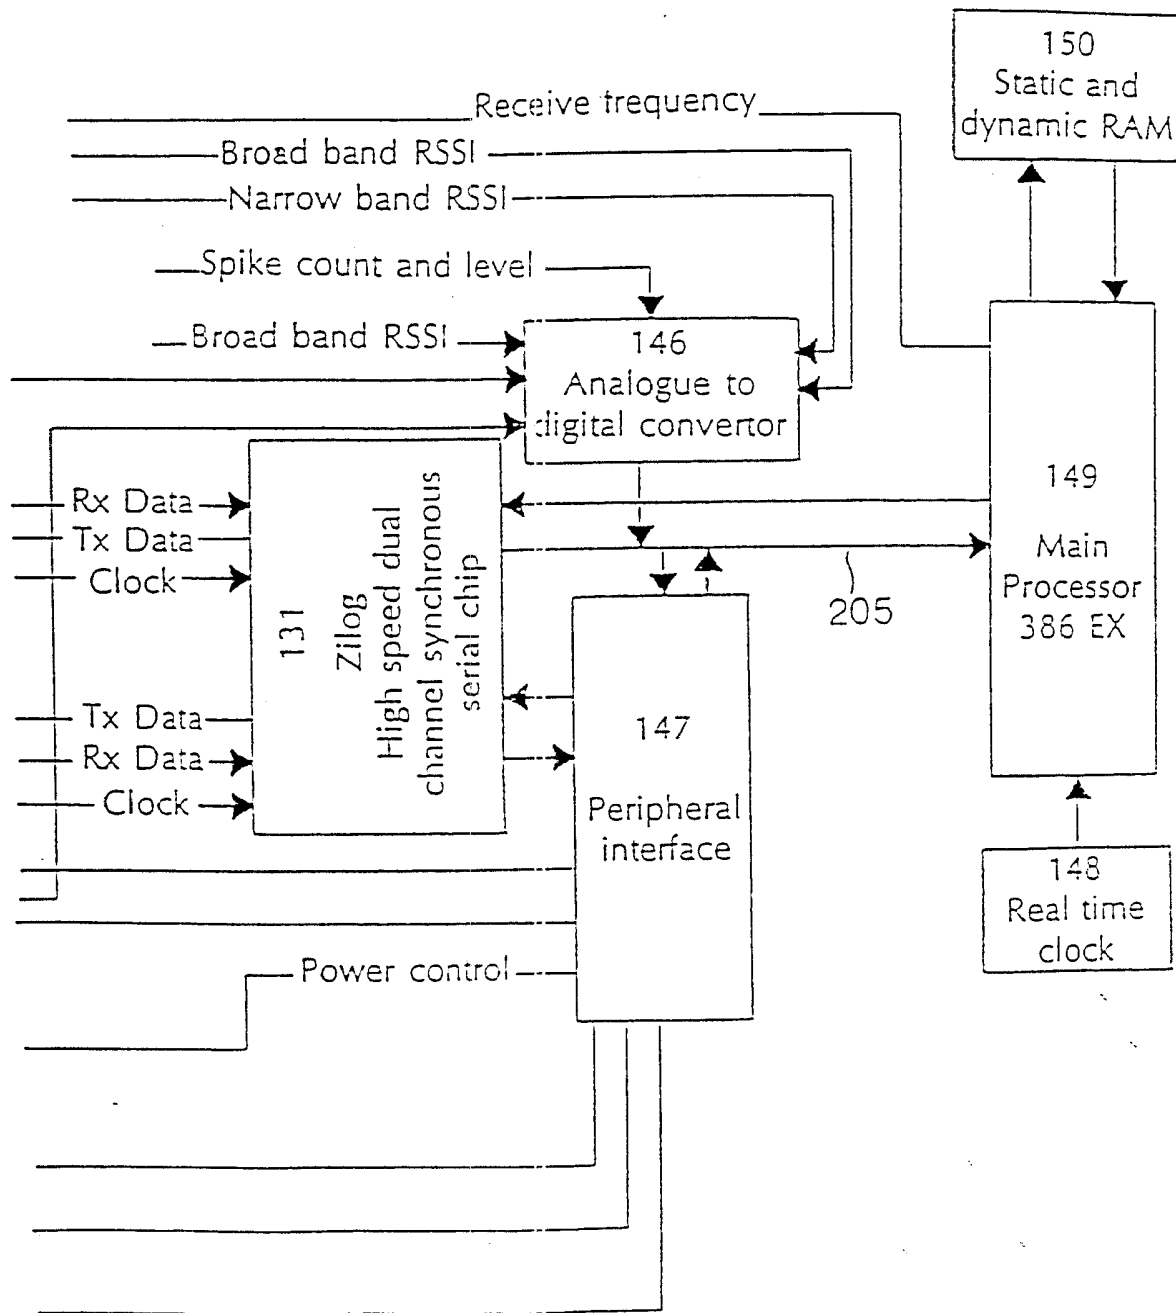 150
Static and
dynamic RAM
Receive frequency
Broad band RSSI
Narrow band RSSI
Spike count and level
Broad band RSSI
146
Analogue to
digital convertor
Rx Data
Tx Data
Clock
Tx Data
Rx Data
Clock
131
Zilog
High speed dual
channel synchronous
serial chip
149
Main
Processor
386 EX
205
147
Peripheral
interface
148
Real time
clock
Power control